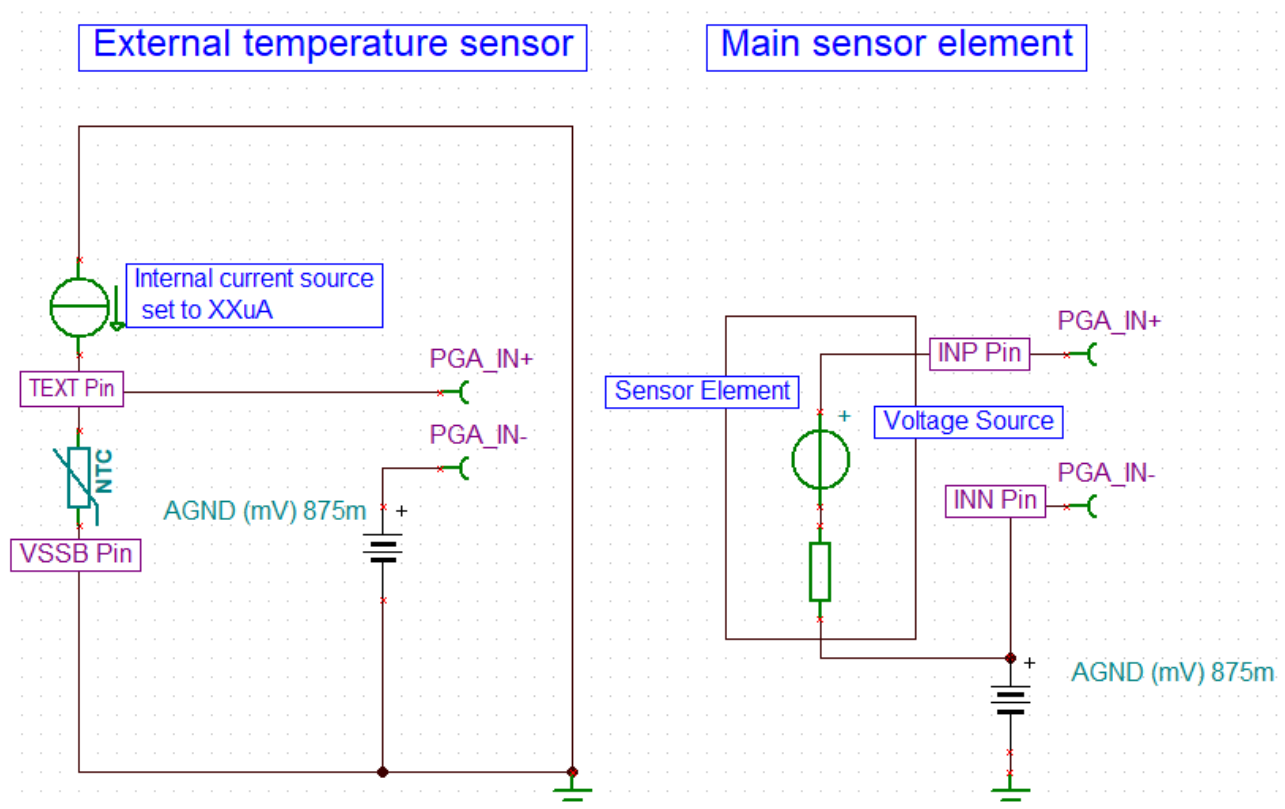 External temperature sensor
Main sensor element
Internal current source
set to XXuA
TEXT Pin
PGA_IN+
PGA_IN-
NTC
AGND (mV) 875m
+
VSSB Pin
PGA_IN+
INP Pin
Sensor Element
+
Voltage Source
PGA_IN-
INN Pin
+
AGND (mV) 875m